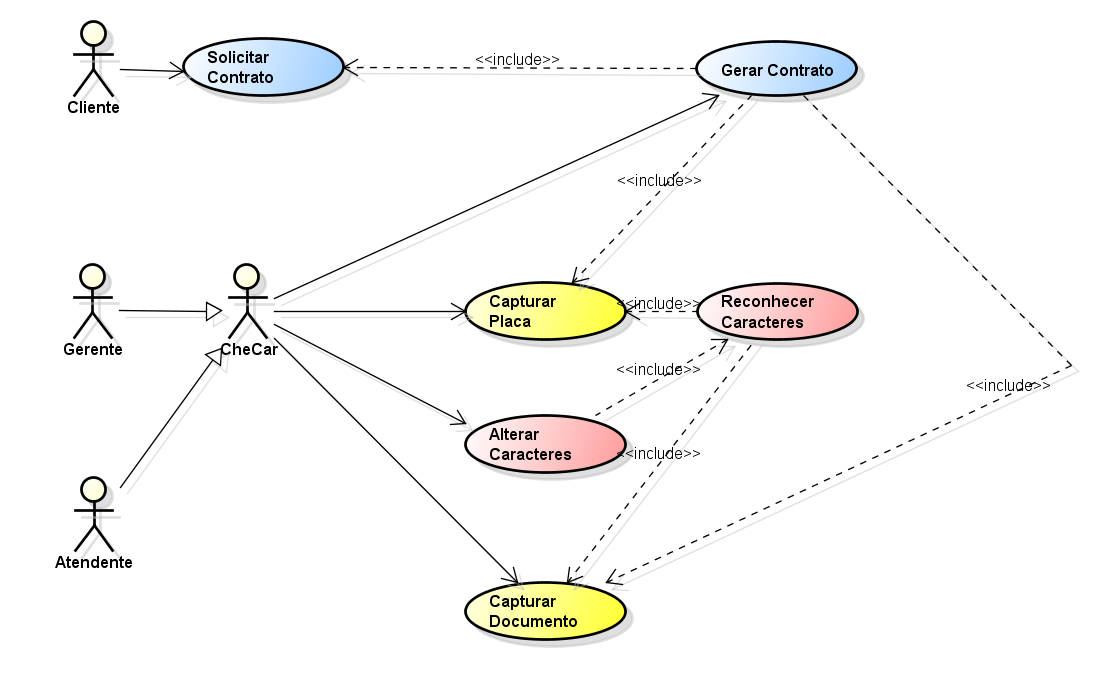 Cliente
Solicitar
Contrato
<<include>>
Gerar Contrato
<<include>>
Gerente
CheCar
Capturar
Placa
<<include>>
Reconhecer
Caracteres
<<include>>
<<include>>
Alterar
Caracteres
<<include>>
Atendente
Capturar
Documento